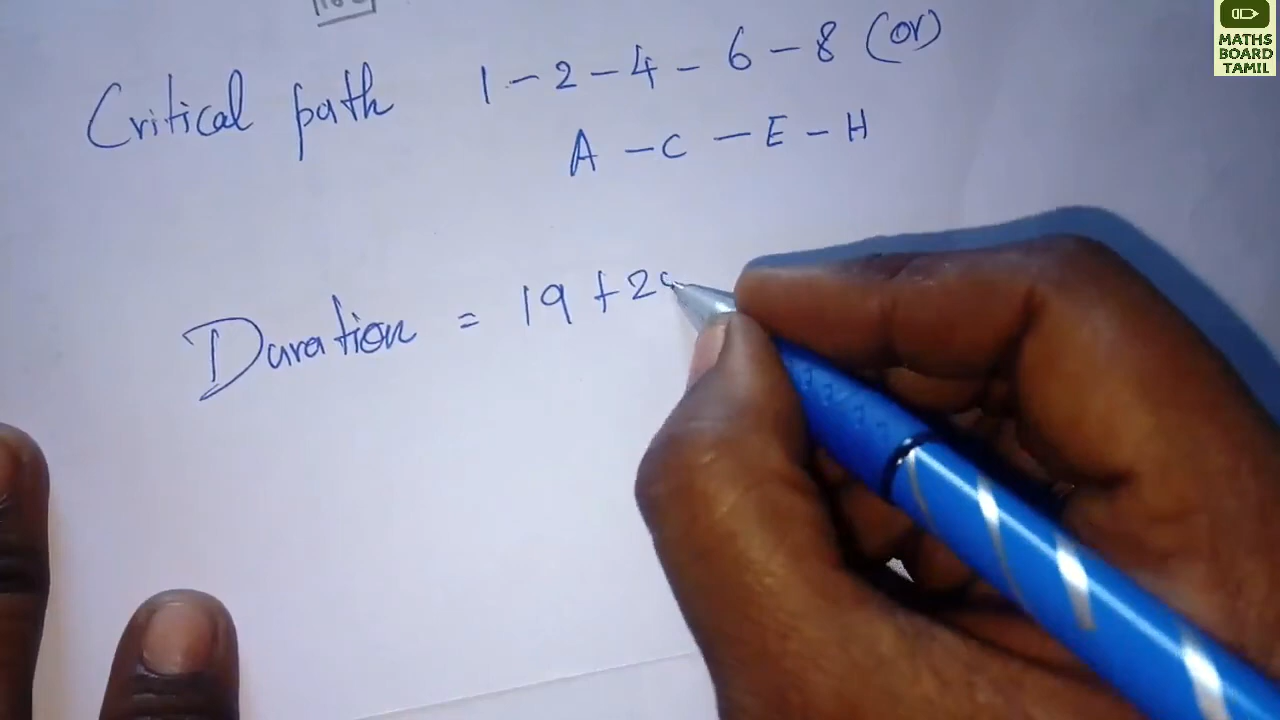 Critical path 1 - 2 - 4 - 6 - 8 (or)
A - C - E - H
Duration = 19 + 2
MATHS
BOARD
TAMIL